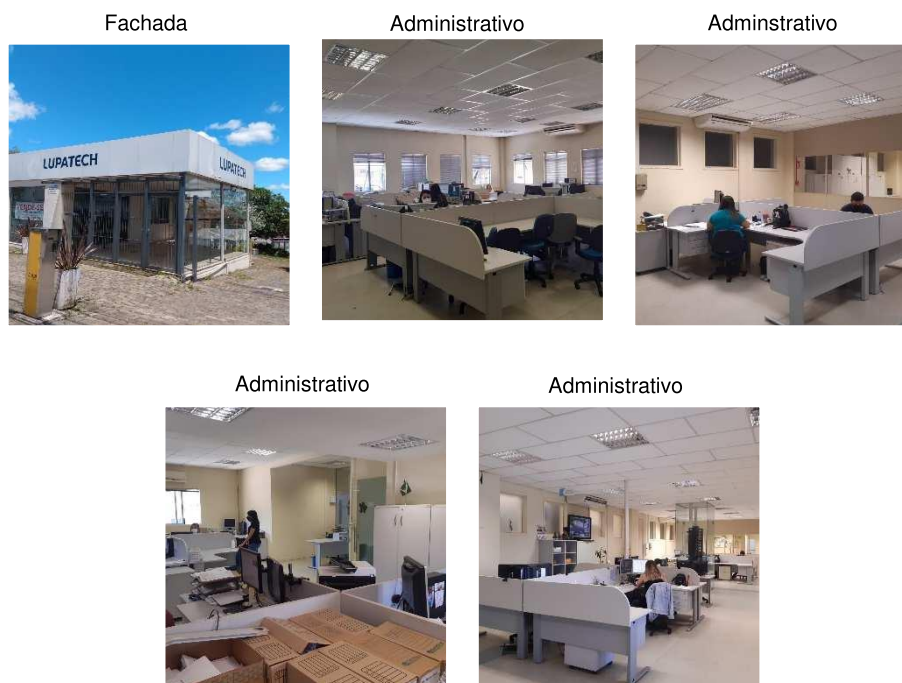 Fachada
Administrativo
Adminstrativo
LUPATECH
LUPATECH
Administrativo
Administrativo